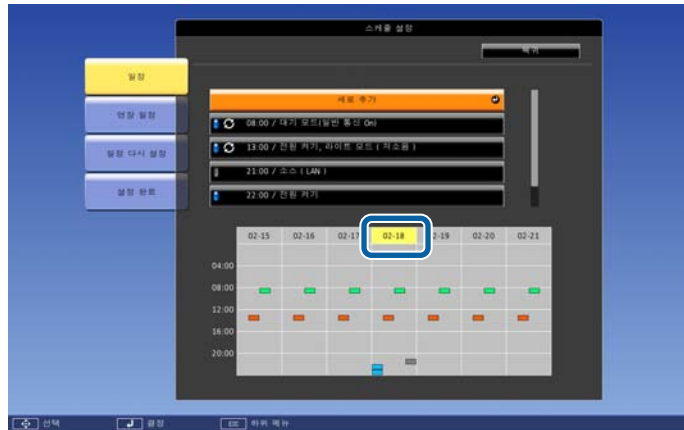 스케줄 설정
복귀
일정
연장 일정
일정 다시 설정
설정 완료
새로 추가
08:00 / 대기 모드(일반 통신 On)
13:00 / 전원 켜기, 라이트 모드 ( 저소음 )
21:00 / 소스 ( LAN )
22:00 / 전원 켜기
02-15 02-16 02-17 02-18 02-19 02-20 02-21
04:00
08:00
12:00
16:00
20:00
선택 결정 Esc 하위 메뉴